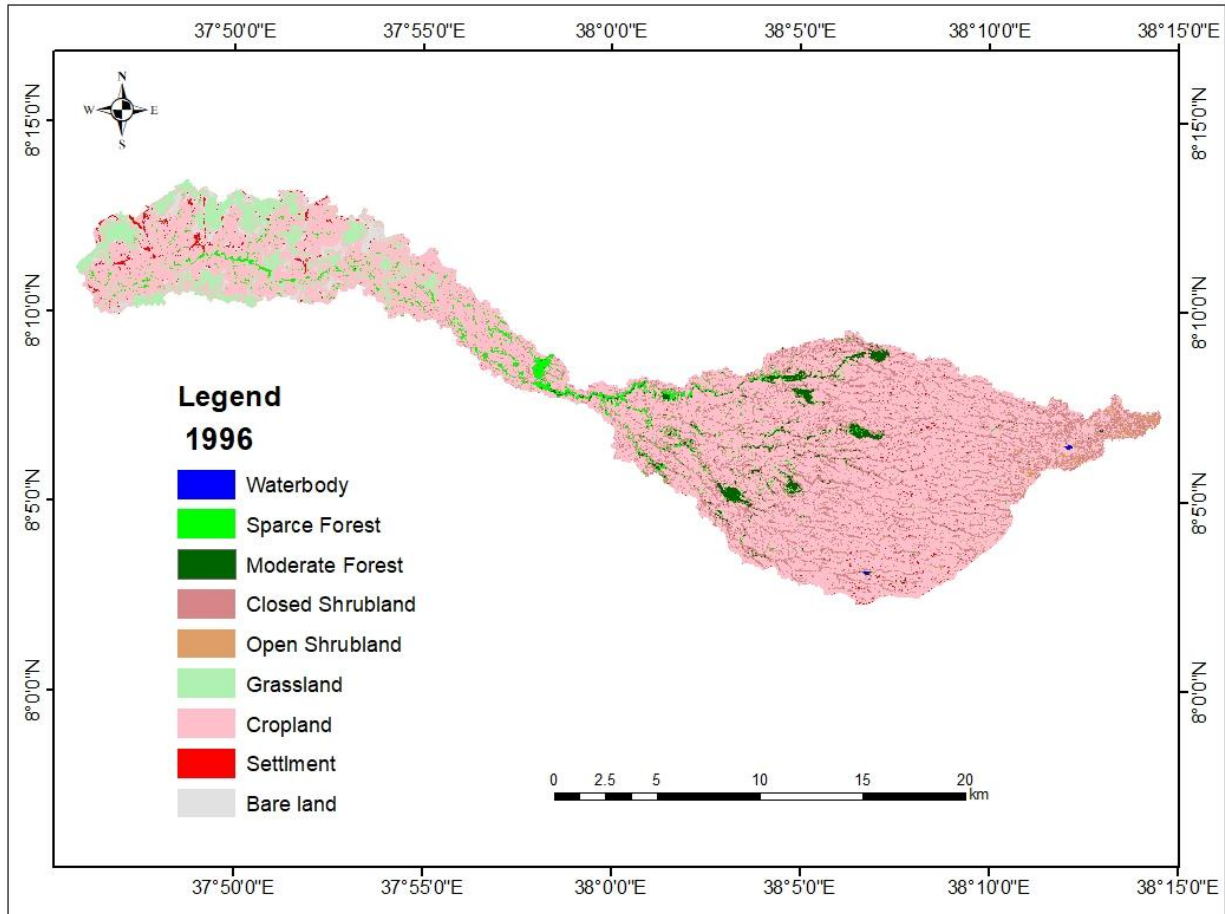 37°50'0"E 37°55'0"E 38°0'0"E 38°5'0"E 38°10'0"E 38°15'0"E
N
W E
S
8°15'0"N 8°15'0"N
8°10'0"N 8°10'0"N
8°5'0"N 8°5'0"N
8°0'0"N 8°0'0"N
Legend
1996
Waterbody
Sparce Forest
Moderate Forest
Closed Shrubland
Open Shrubland
Grassland
Cropland
Settlment
Bare land
0 2.5 5 10 15 20
km
37°50'0"E 37°55'0"E 38°0'0"E 38°5'0"E 38°10'0"E 38°15'0"E